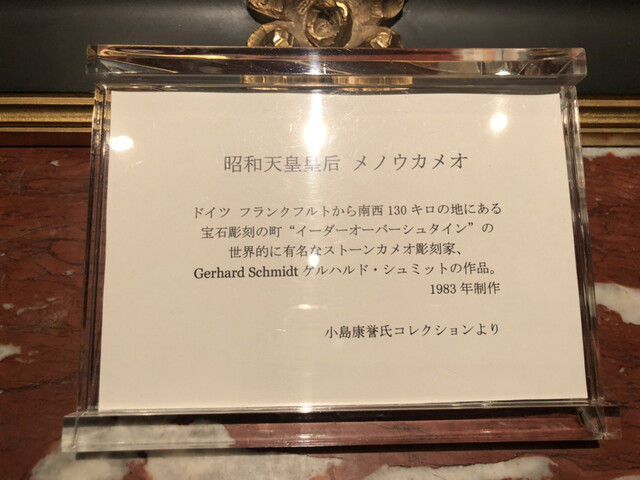 昭和天皇皇后 メノウカメオ
ドイツ フランクフルトから南西 130 キロの地にある
宝石彫刻の町 “イーダーオーバーシュタイン” の
世界的に有名なストーンカメオ彫刻家、
Gerhard Schmidt ゲルハルド・シュミットの作品。
1983 年制作
小島康誉氏コレクションより